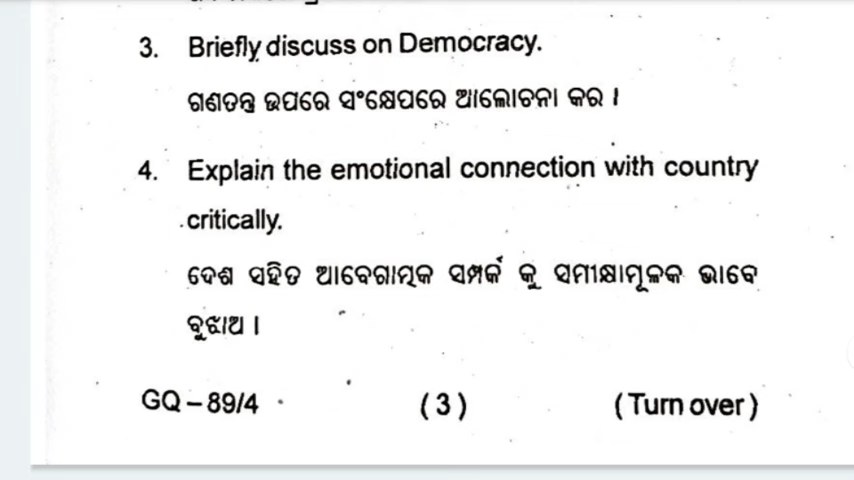 3. Briefly discuss on Democracy.
ଗଣତନ୍ତ୍ର ଉପରେ ସଂକ୍ଷେପରେ ଆଲୋଚନା କର ।
4. Explain the emotional connection with country
critically.
ଦେଶ ସହିତ ଆବେଗାତ୍ମକ ସମ୍ପର୍କ କୁ ସମୀକ୍ଷାମୂଳକ ଭାବେ
ବୁଝାଅ ।
GQ – 89/4 (3) (Turn over)